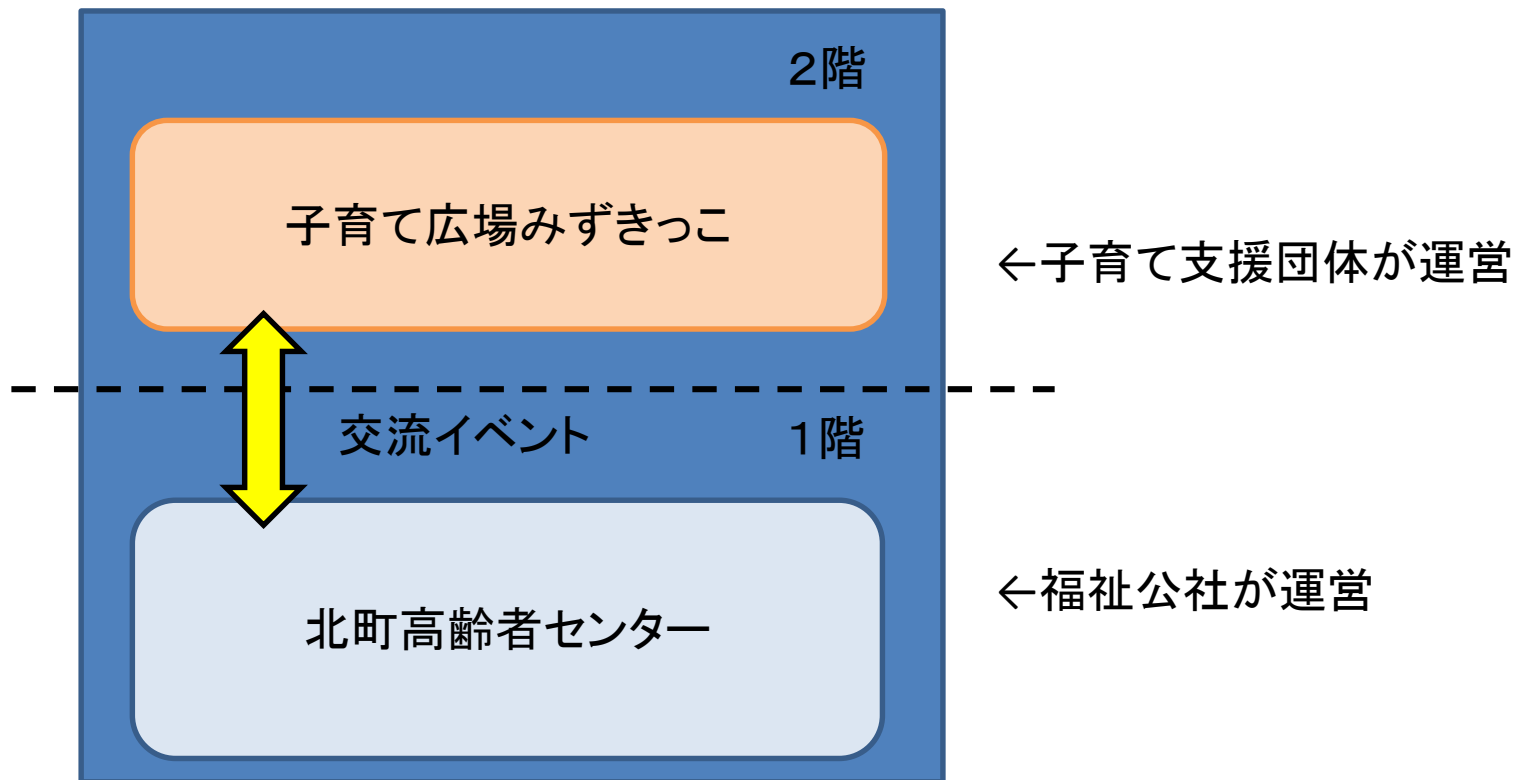 ２階
子育て広場みずきっこ
←子育て支援団体が運営
交流イベント
１階
北町高齢者センター
←福祉公社が運営